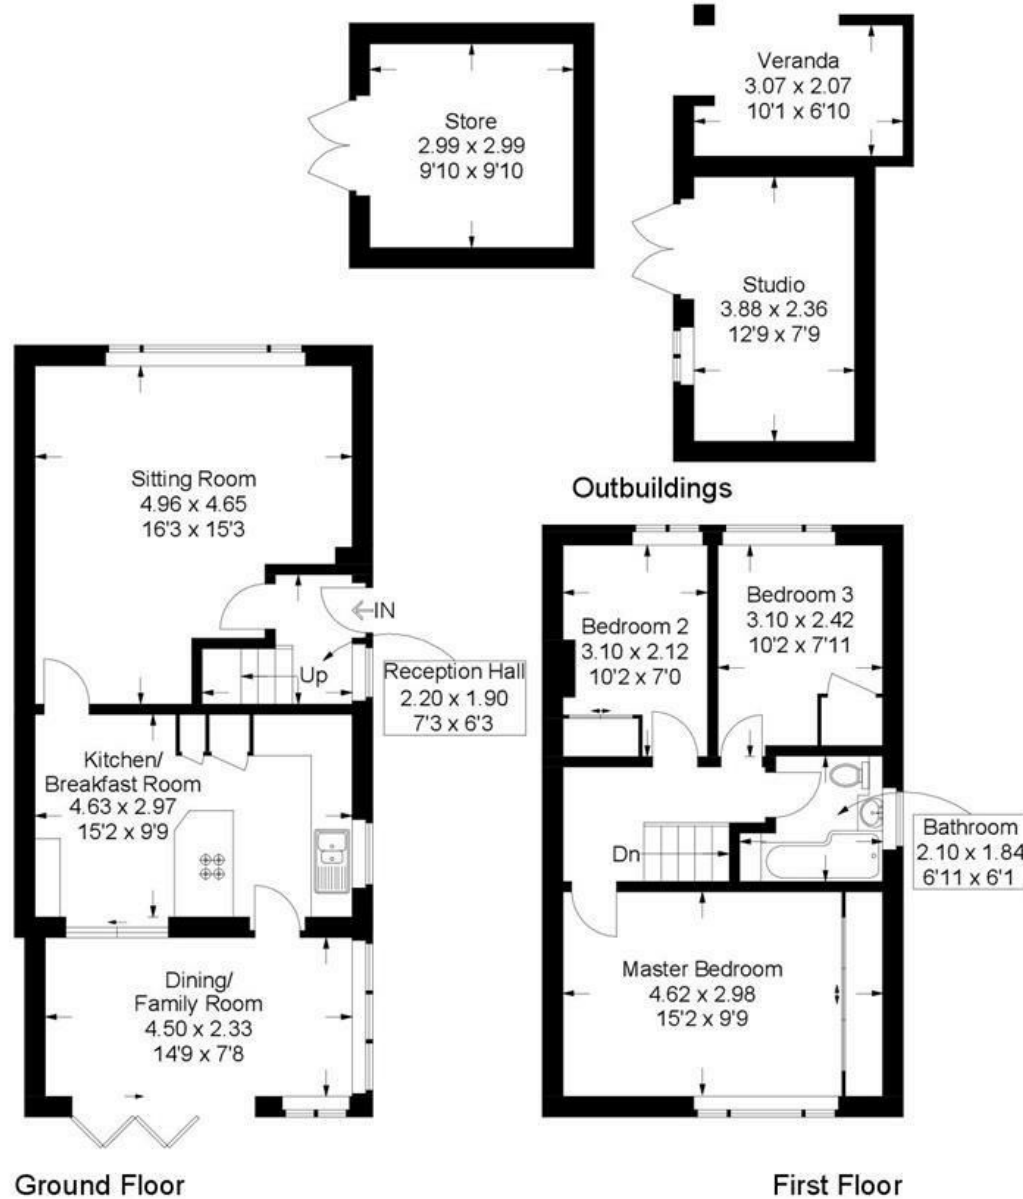 Store
2.99 x 2.99
9'10 x 9'10
Veranda
3.07 x 2.07
10'1 x 6'10
Studio
3.88 x 2.36
12'9 x 7'9
Outbuildings
Sitting Room
4.96 x 4.65
16'3 x 15'3
IN
Up
Reception Hall
2.20 x 1.90
7'3 x 6'3
Kitchen/
Breakfast Room
4.63 x 2.97
15'2 x 9'9
Dining/
Family Room
4.50 x 2.33
14'9 x 7'8
Ground Floor
Bedroom 2
3.10 x 2.12
10'2 x 7'0
Bedroom 3
3.10 x 2.42
10'2 x 7'11
Dn
Bathroom
2.10 x 1.84
6'11 x 6'1
Master Bedroom
4.62 x 2.98
15'2 x 9'9
First Floor